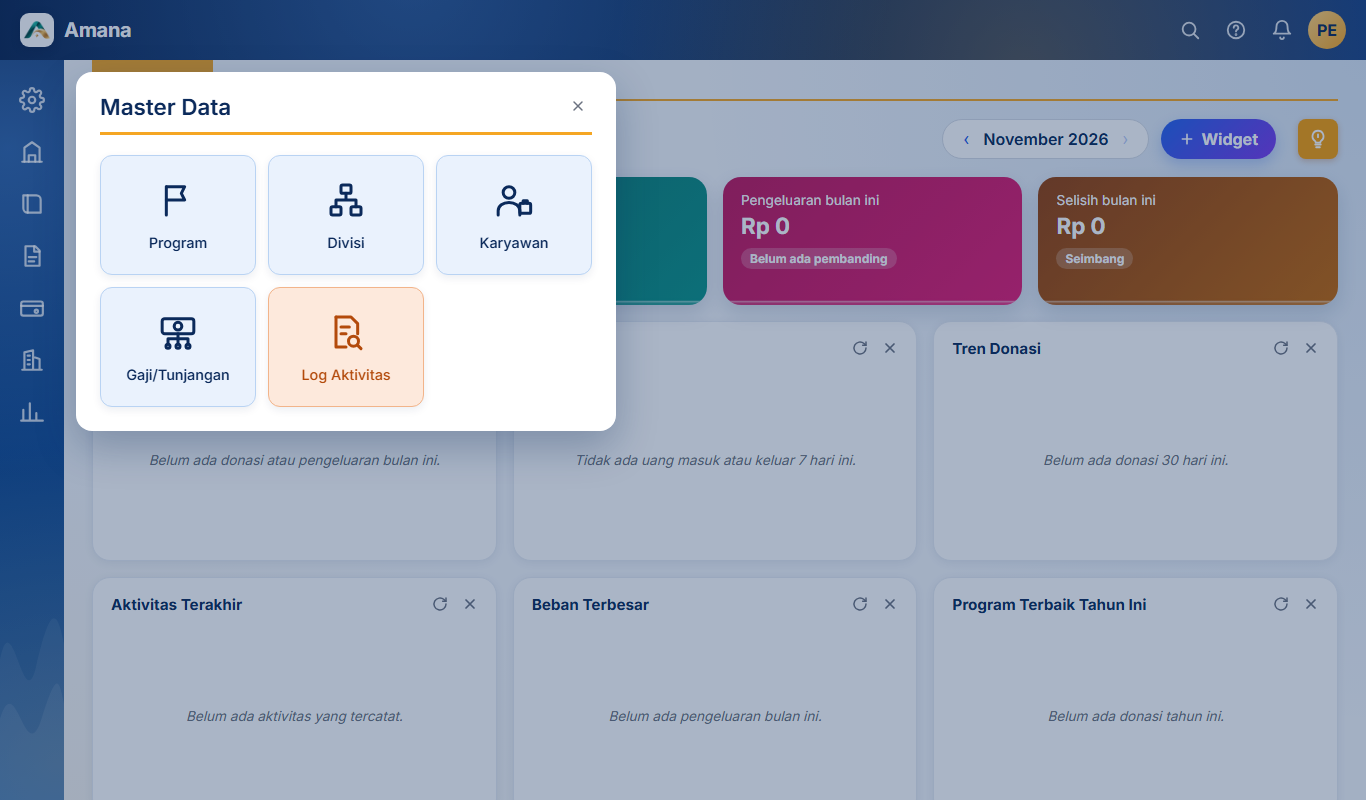 Amana
PE
Master Data
Program
Divisi
Karyawan
Gaji/Tunjangan
Log Aktivitas
November 2026
+ Widget
Pengeluaran bulan ini
Rp 0
Belum ada pembanding
Selisih bulan ini
Rp 0
Seimbang
Tren Donasi
Belum ada donasi atau pengeluaran bulan ini.
Tidak ada uang masuk atau keluar 7 hari ini.
Belum ada donasi 30 hari ini.
Aktivitas Terakhir
Beban Terbesar
Program Terbaik Tahun Ini
Belum ada aktivitas yang tercatat.
Belum ada pengeluaran bulan ini.
Belum ada donasi tahun ini.